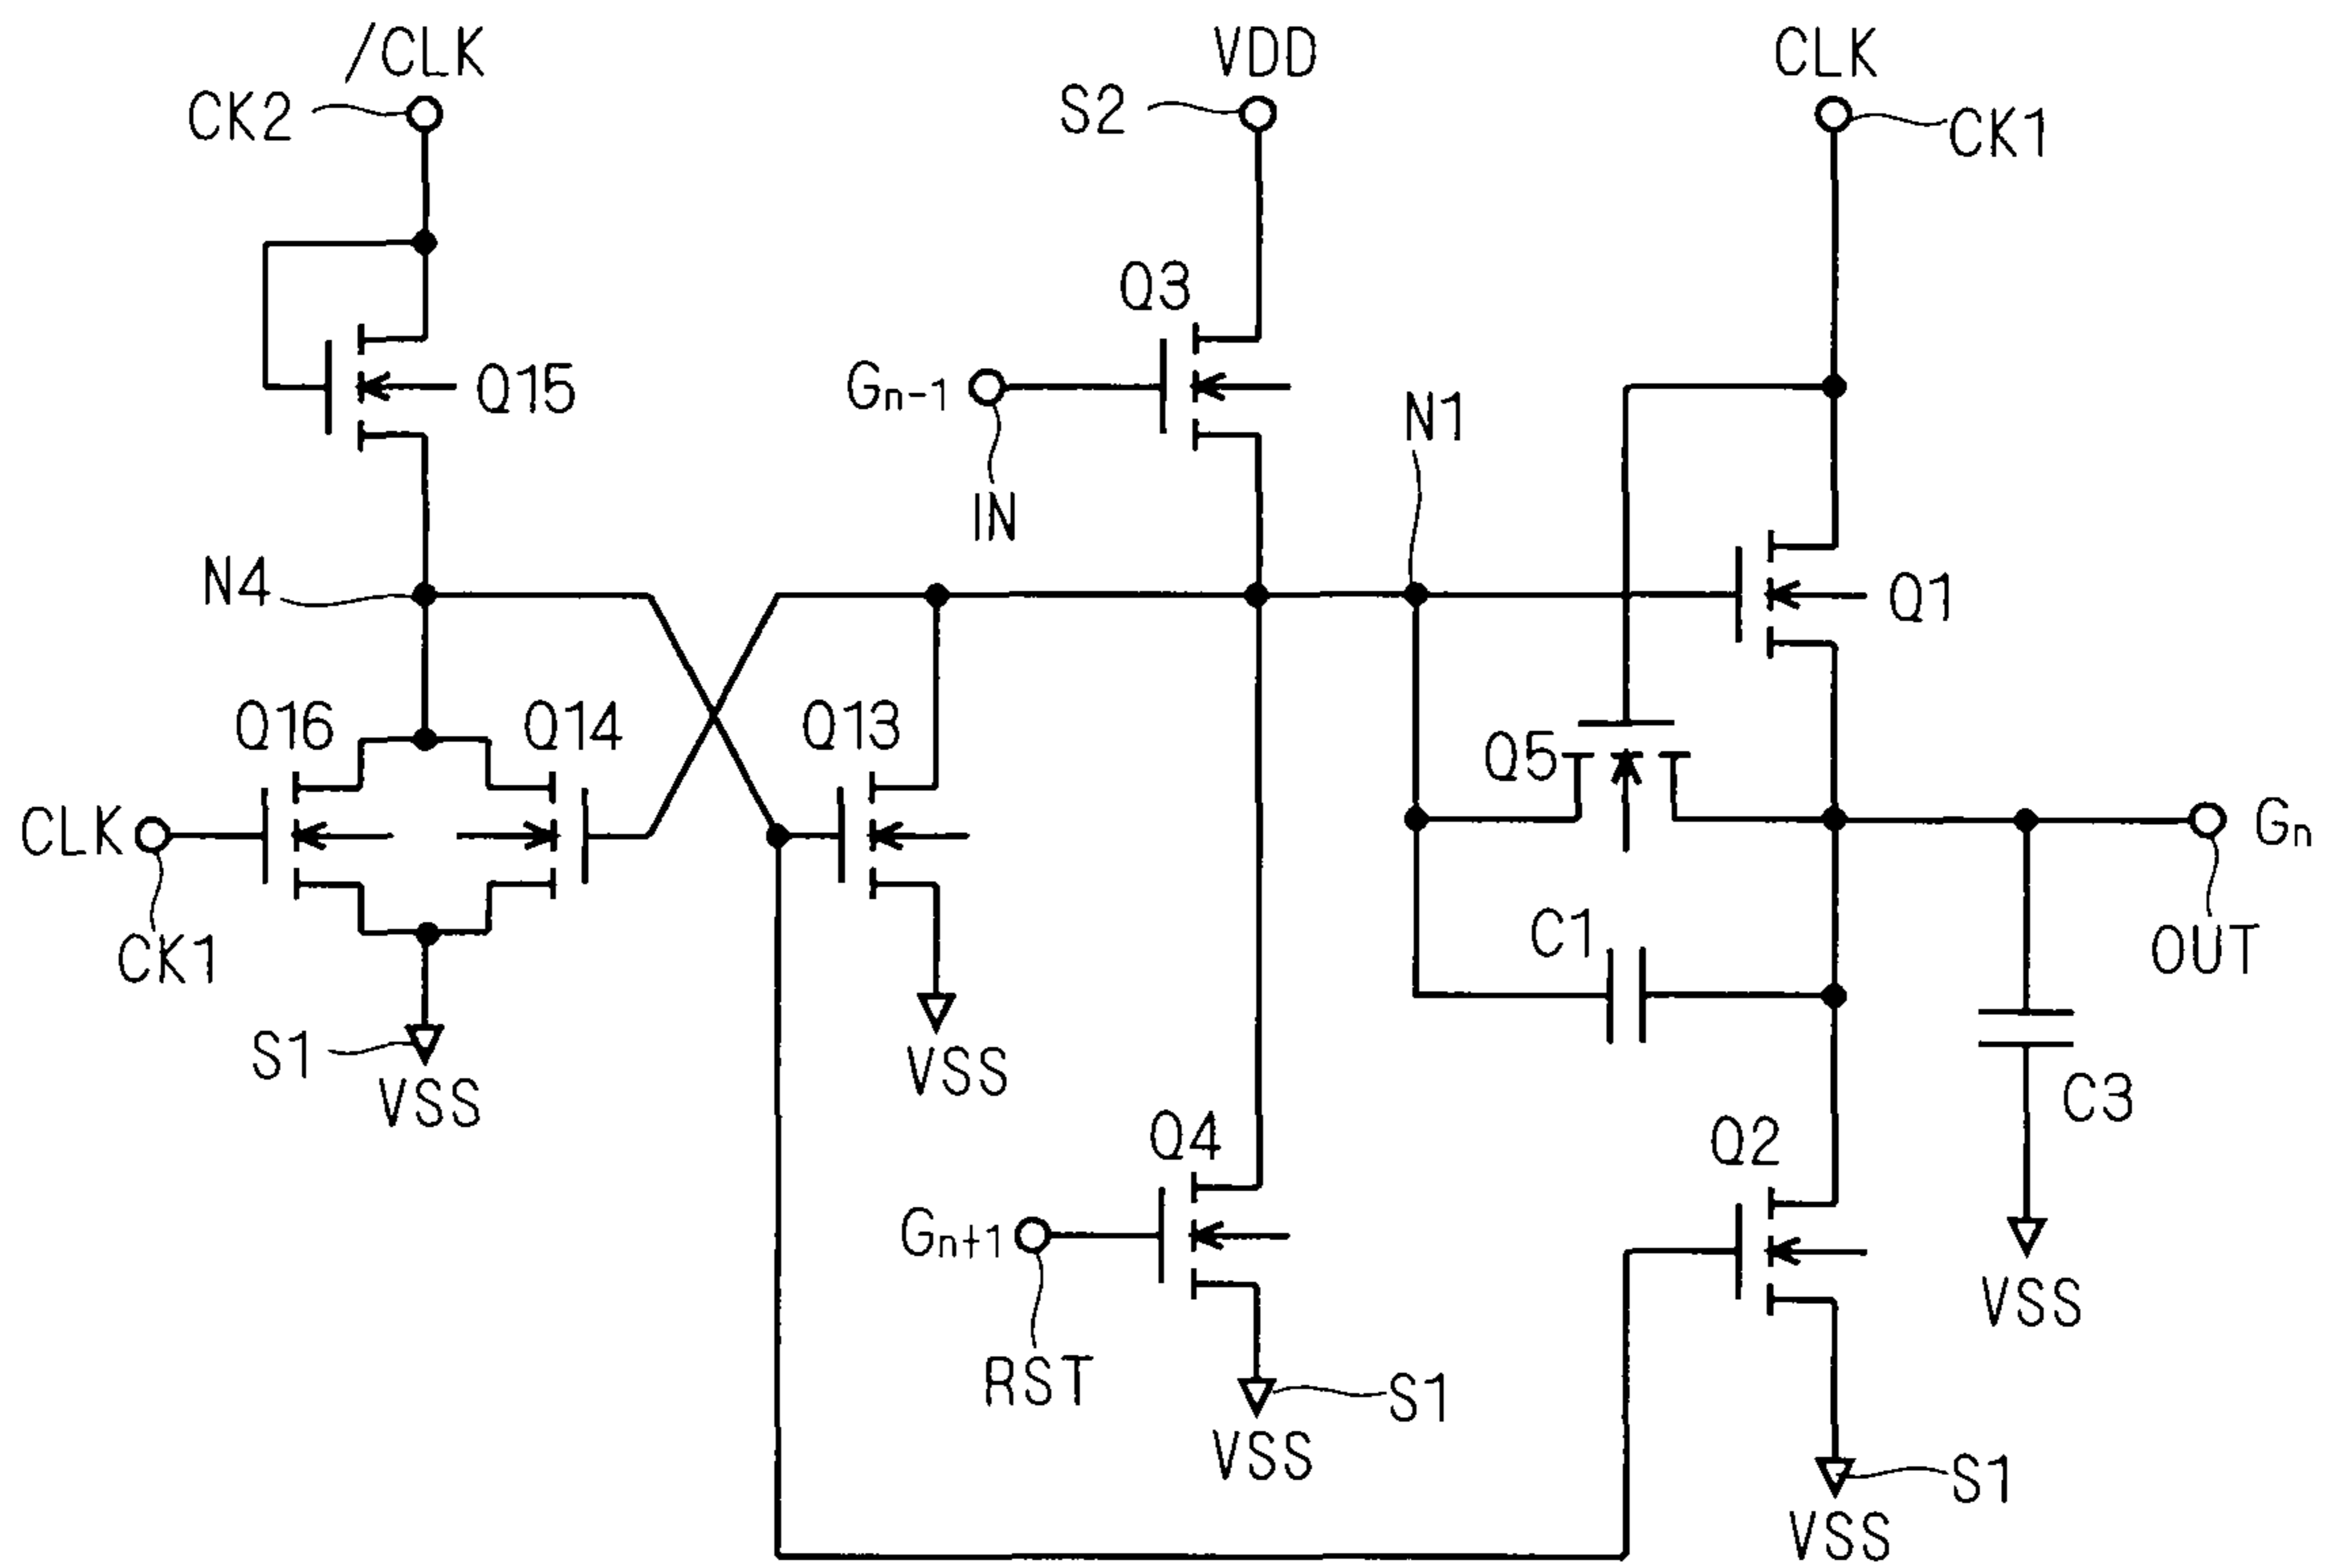 /CLK
VDD
CLK
CK2
S2
CK1
Q3
Q15
Gn-1
N1
IN
N4
Q1
Q16
Q14
Q13
Q5
CLK
Gn
CK1
C1
OUT
S1
VSS
VSS
C3
Q4
Q2
Gn+1
VSS
RST
S1
VSS
S1
VSS